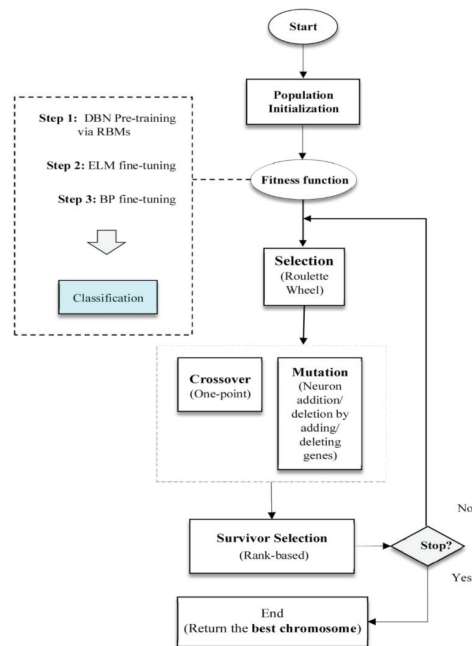 Start
Population
Initialization
Step 1: DBN Pre-training
via RBMs
Step 2: ELM fine-tuning
Step 3: BP fine-tuning
Classification
Fitness function
Selection
(Roulette
Wheel)
Crossover
(One-point)
Mutation
(Neuron
addition/
deletion by
adding/
deleting
genes)
Survivor Selection
(Rank-based)
Stop?
No
Yes
End
(Return the best chromosome)